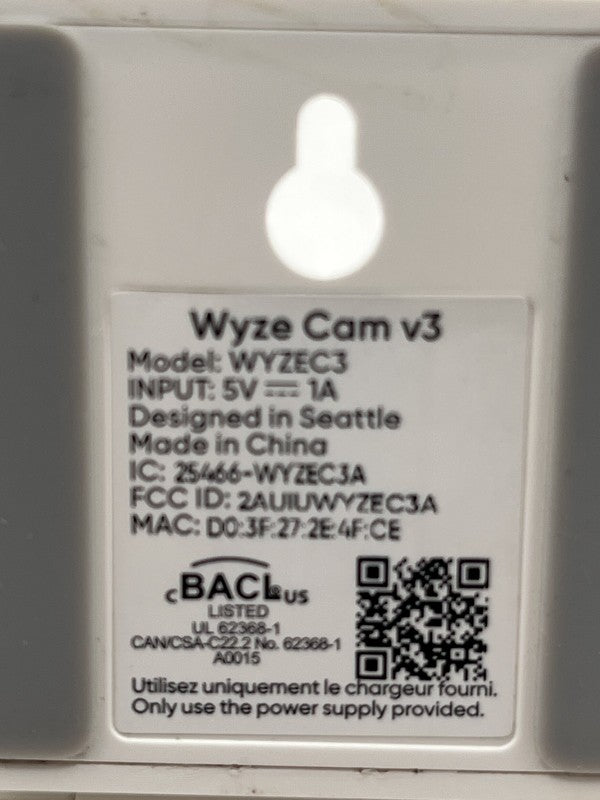 Wyze Cam v3
Model: WYZEC3
INPUT: 5V ⎓ 1A
Designed in Seattle
Made in China
IC: 25466-WYZEC3A
FCC ID: 2AUIUWYZEC3A
MAC: D0:3F:27:2E:4F:CE
cBACLus
LISTED
UL 62368-1
CAN/CSA-C22.2 No. 62368-1
A0015
Utilisez uniquement le chargeur fourni.
Only use the power supply provided.